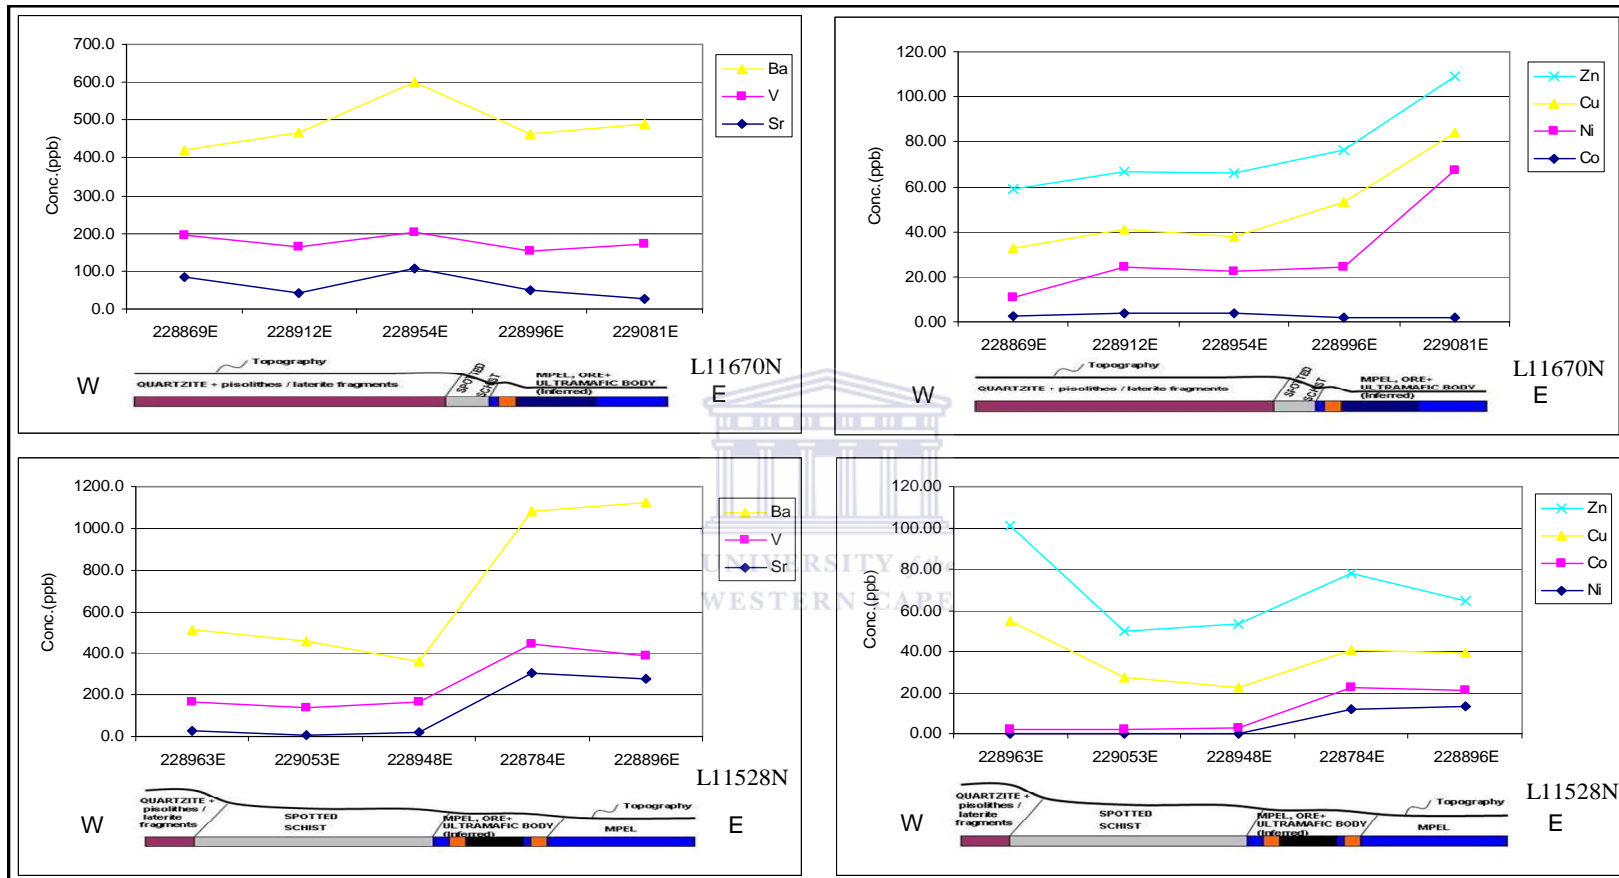 700.0
600.0
500.0
400.0
300.0
200.0
100.0
0.0
Conc.(ppb)
228869E 228912E 228954E 228996E 229081E
Ba
V
Sr
Topography
L11670N
W
QUARTZITE + pisolithes / laterite fragments
SPOTTED
SCHIST
MPEL, ORE+
ULTRAMAFIC BODY
(Inferred)
E
120.00
100.00
80.00
60.00
40.00
20.00
0.00
Conc.(ppb)
228869E 228912E 228954E 228996E 229081E
Zn
Cu
Ni
Co
Topography
L11670N
W
QUARTZITE + pisolithes / laterite fragments
SPOTTED
SCHIST
MPEL, ORE+
ULTRAMAFIC BODY
(Inferred)
E
UNIVERSITY of the
WESTERN CAPE
1200.0
1000.0
800.0
600.0
400.0
200.0
0.0
Conc.(ppb)
228963E 229053E 228948E 228784E 228896E
Ba
V
Sr
L11528N
W
QUARTZITE +
pisolithes /
laterite
fragments
SPOTTED
SCHIST
MPEL, ORE+
ULTRAMAFIC BODY
(Inferred)
Topography
MPEL
E
120.00
100.00
80.00
60.00
40.00
20.00
0.00
Conc.(ppb)
228963E 229053E 228948E 228784E 228896E
Zn
Cu
Co
Ni
L11528N
W
QUARTZITE +
pisolithes /
laterite
fragments
SPOTTED
SCHIST
MPEL, ORE+
ULTRAMAFIC BODY
(Inferred)
Topography
MPEL
E